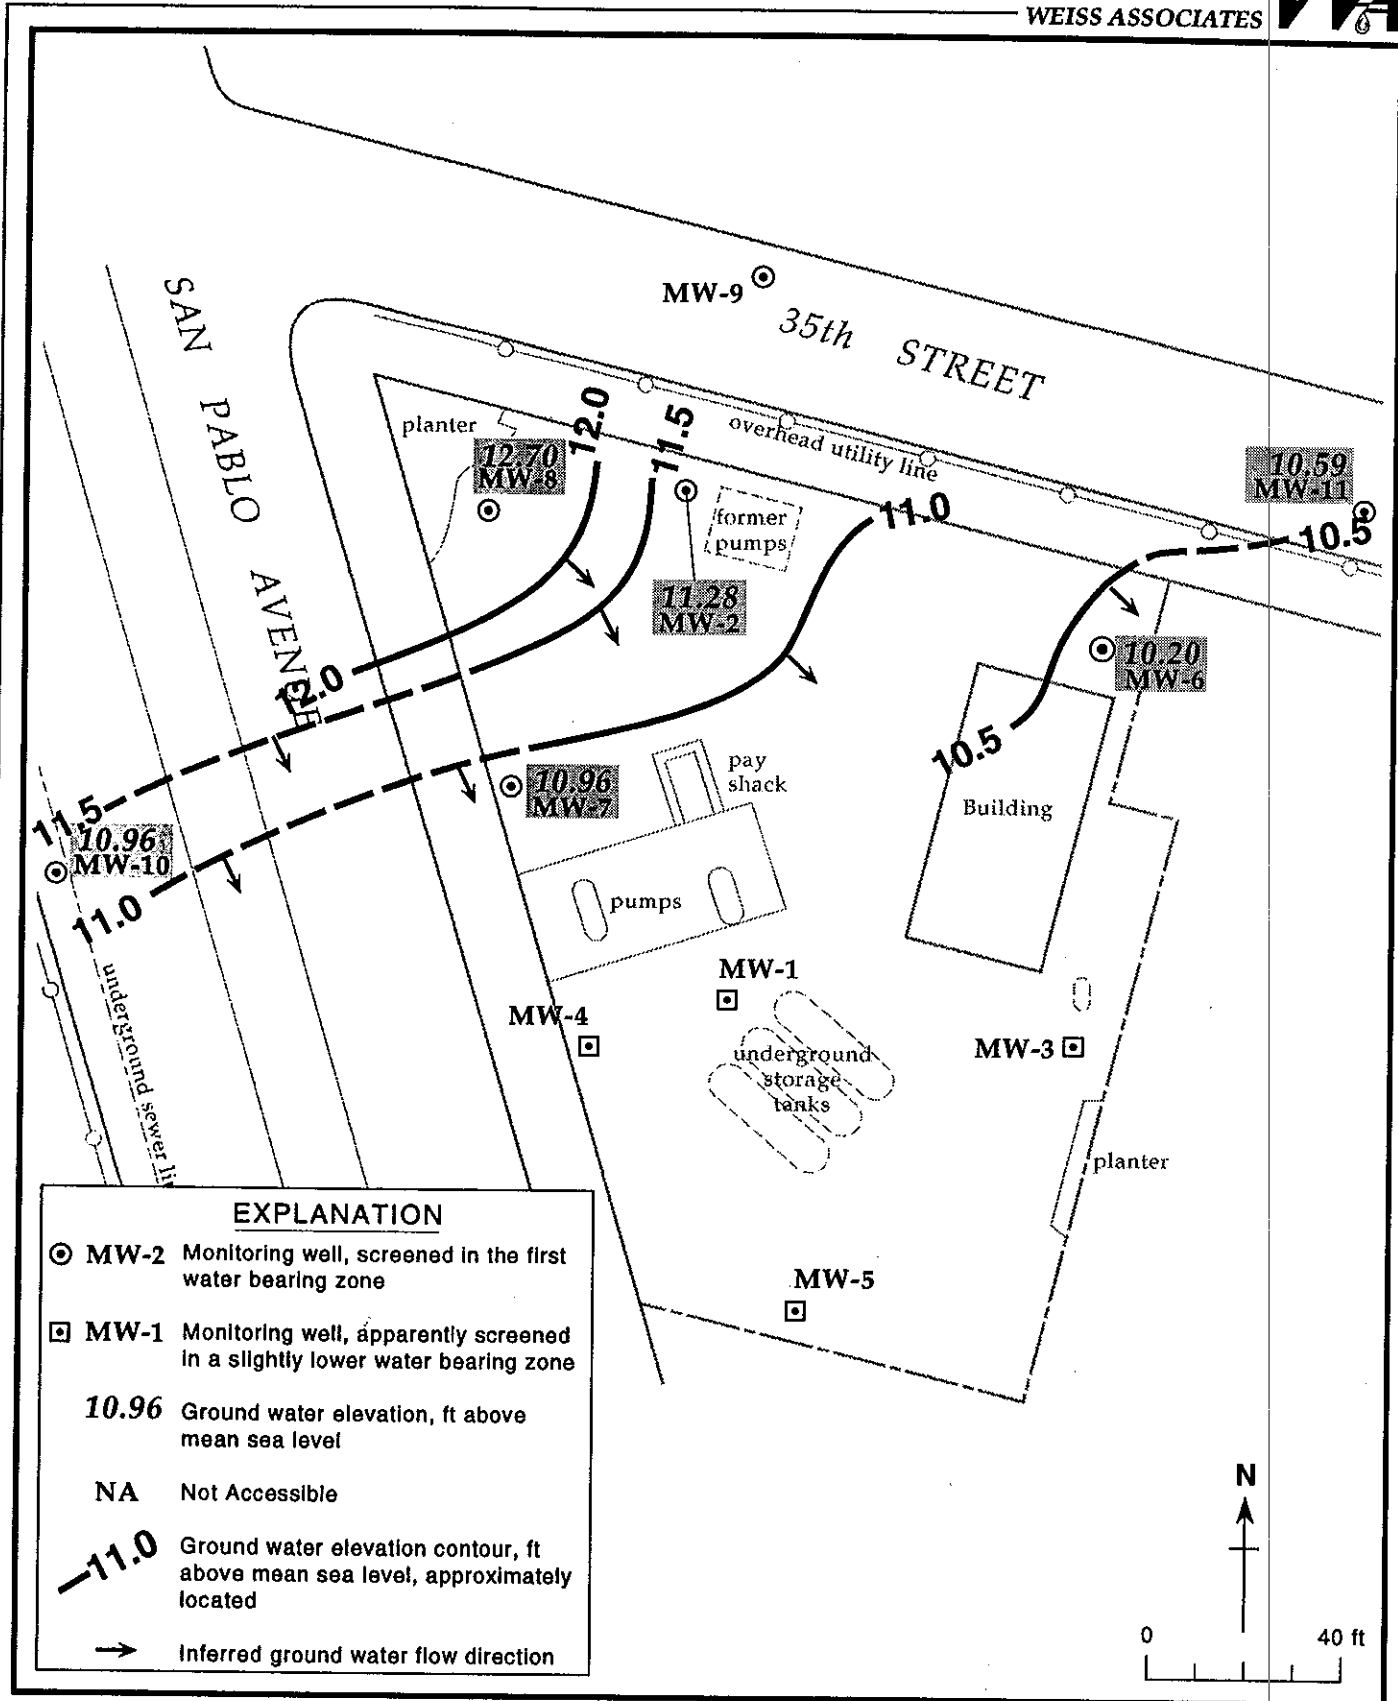 WEISS ASSOCIATES
MW-9
35th STREET
SAN PABLO AVENUE
planter
12.0
11.5
overhead utility line
12.70
MW-8
10.59
MW-11
former
pumps
11.0
10.5
11.28
MW-2
10.20
MW-6
12.0
10.5
pay
shack
10.96
MW-7
Building
11.5
10.96
MW-10
11.0
pumps
MW-1
MW-4
MW-3
underground
storage
tanks
underground sewer li
planter
MW-5
EXPLANATION
MW-2 Monitoring well, screened in the first
water bearing zone
MW-1 Monitoring well, apparently screened
in a slightly lower water bearing zone
10.96 Ground water elevation, ft above
mean sea level
NA Not Accessible
11.0 Ground water elevation contour, ft
above mean sea level, approximately
located
Inferred ground water flow direction
N
0 40 ft